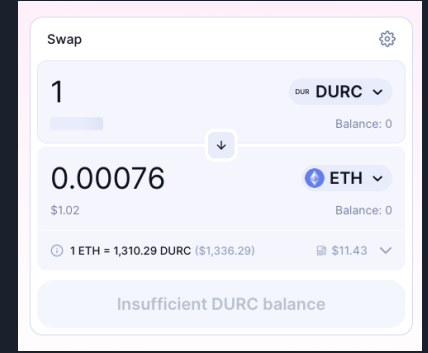 Swap
1
DUR DURC
Balance: 0
0.00076
ETH
$1.02
Balance: 0
1 ETH = 1,310.29 DURC ($1,336.29)
$11.43
Insufficient DURC balance